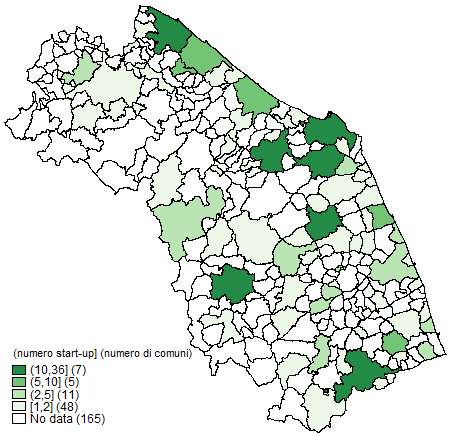 (numero start-up] (numero di comuni)
(10,36] (7)
(5,10] (5)
(2,5] (11)
[1,2] (48)
No data (165)